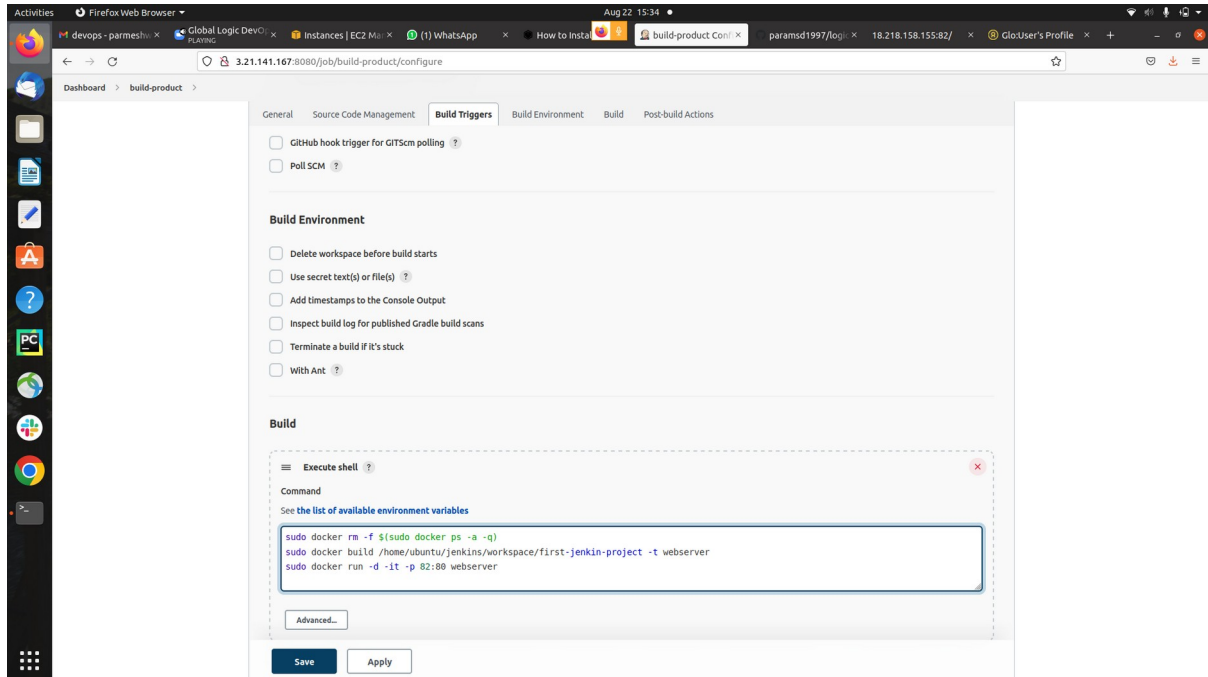 Activities Firefox Web Browser Aug 22 15:34
devops - parmeshw Global Logic DevO Instances | EC2 Ma (1) WhatsApp How to Instal build-product Conf paramsd1997/logic 18.218.158.155:82/ Glo:User's Profile
PLAYING
3.21.141.167:8080/job/build-product/configure
Dashboard > build-product >
General Source Code Management Build Triggers Build Environment Build Post-build Actions
GitHub hook trigger for GITScm polling ?
Poll SCM ?
Build Environment
Delete workspace before build starts
Use secret text(s) or file(s) ?
Add timestamps to the Console Output
Inspect build log for published Gradle build scans
Terminate a build if it's stuck
With Ant ?
Build
Execute shell ?
Command
See the list of available environment variables
sudo docker rm -f $(sudo docker ps -a -q)
sudo docker build /home/ubuntu/jenkins/workspace/first-jenkin-project -t webserver
sudo docker run -d -it -p 82:80 webserver
Advanced...
Save Apply